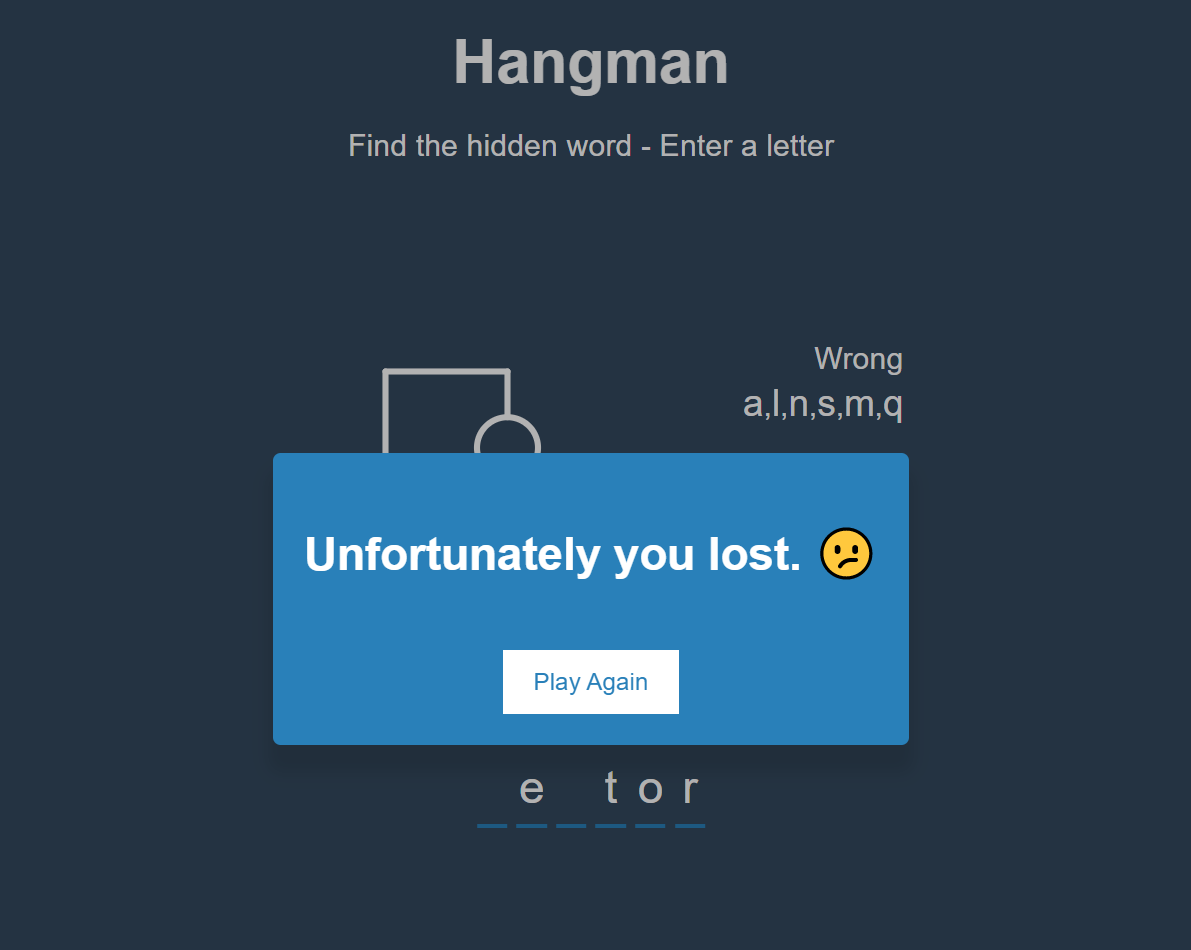 Hangman
Find the hidden word - Enter a letter
Wrong
a,l,n,s,m,q
Unfortunately you lost. 😕
Play Again
e t o r